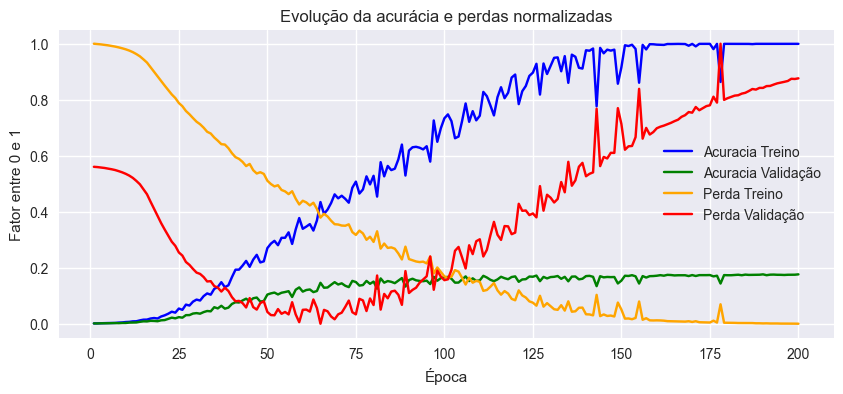 Evolução da acurácia e perdas normalizadas
Fator entre 0 e 1
1.0
0.8
0.6
0.4
0.2
0.0
Acuracia Treino
Acuracia Validação
Perda Treino
Perda Validação
0 25 50 75 100 125 150 175 200
Época